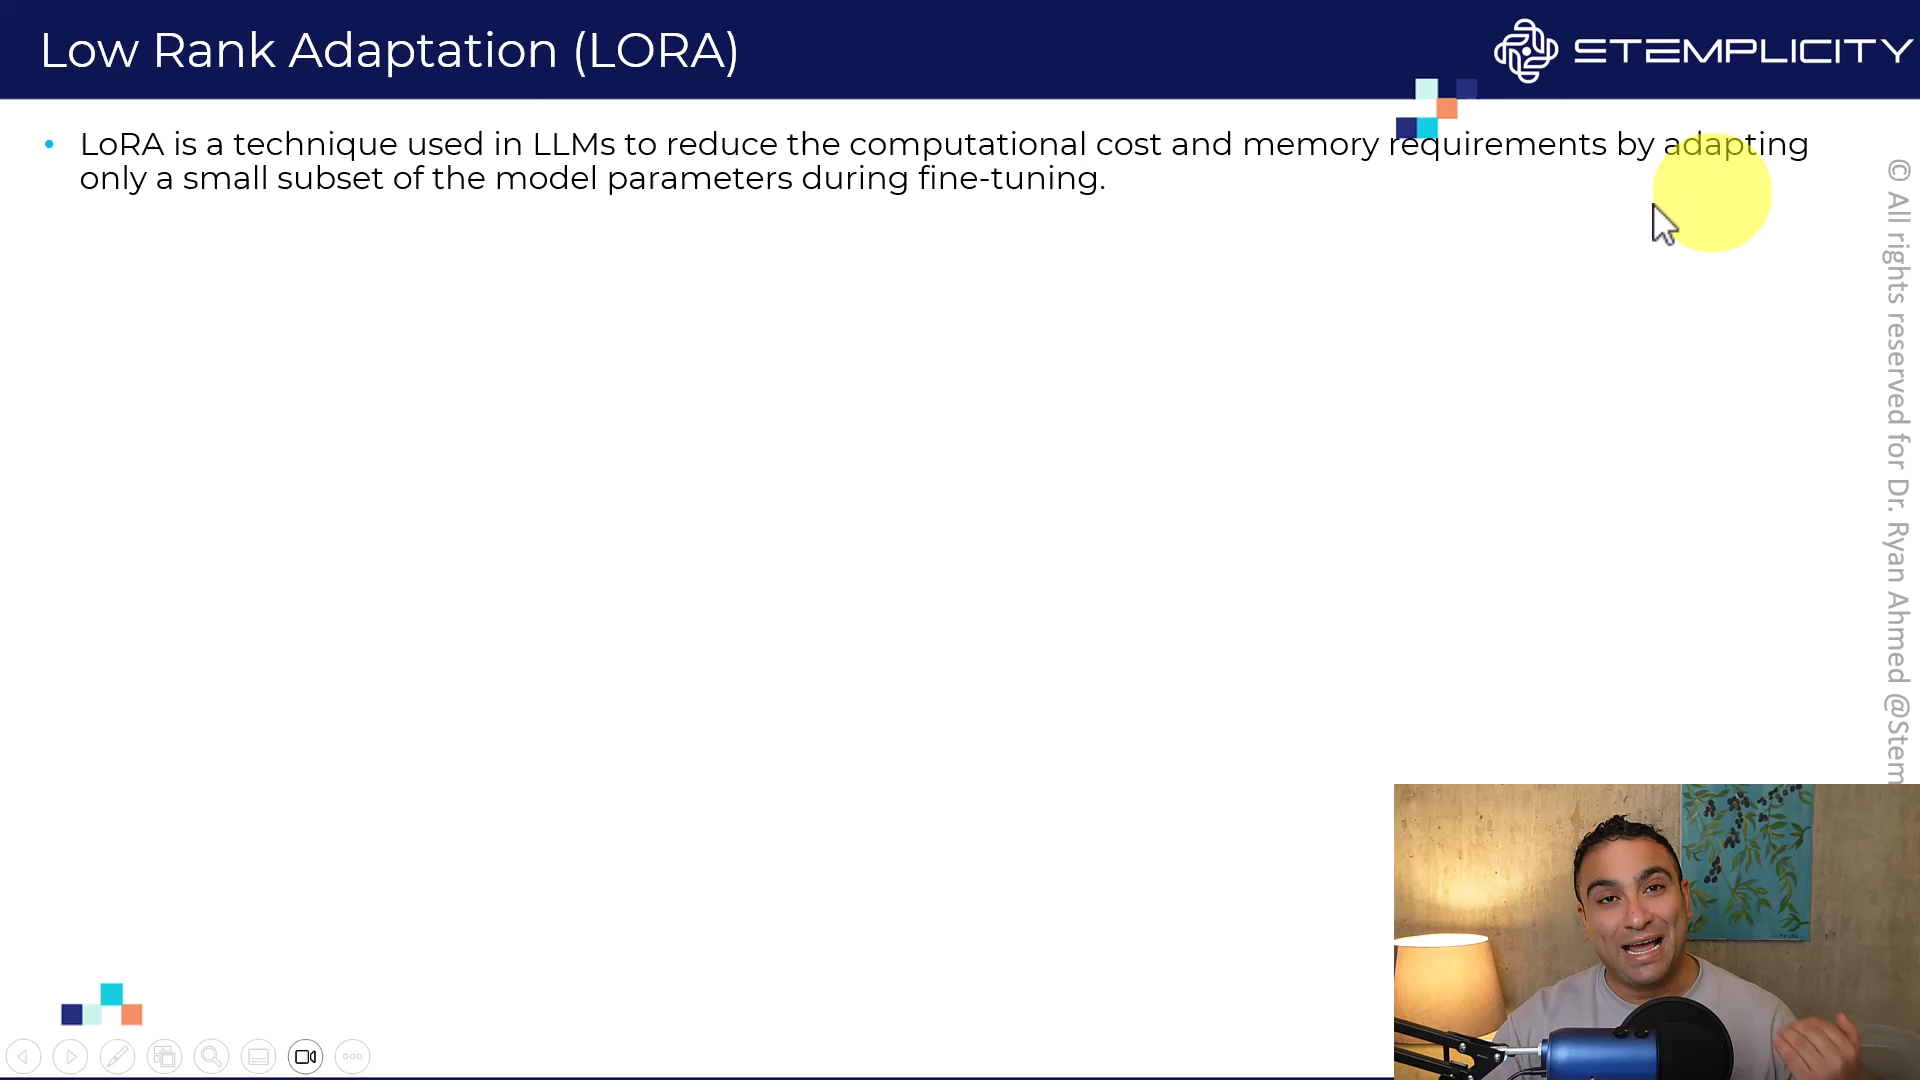 Low Rank Adaptation (LORA)
STEMPLICITY
• LoRA is a technique used in LLMs to reduce the computational cost and memory requirements by adapting
only a small subset of the model parameters during fine-tuning.
© All rights reserved for Dr. Ryan Ahmed @Stem